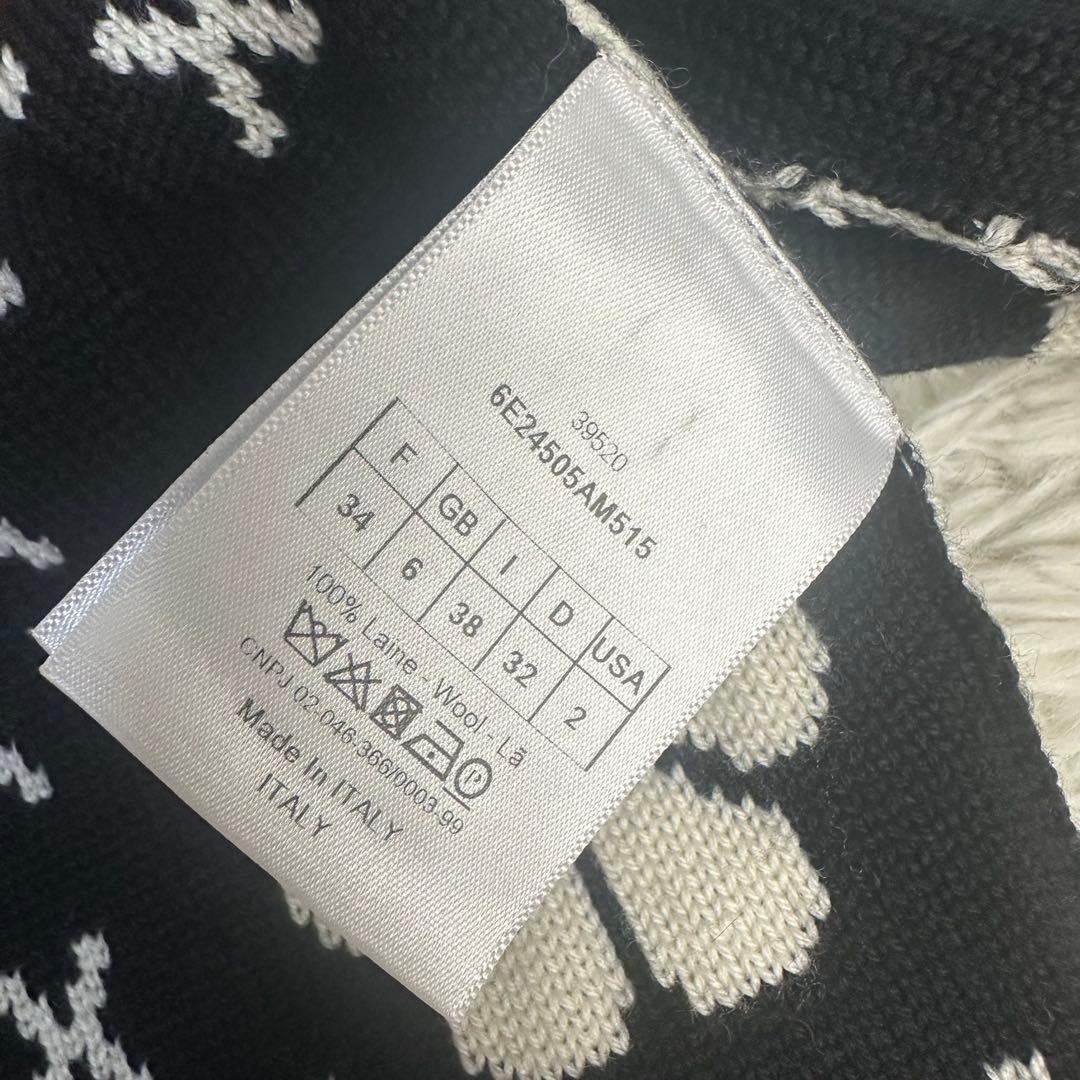 39520
6E24505AM515
F GB I D USA
34 6 38 32 2
100% Laine - Wool - Lã
P
CNPJ 02-046-366/0003-99
Made In ITALY
ITALY